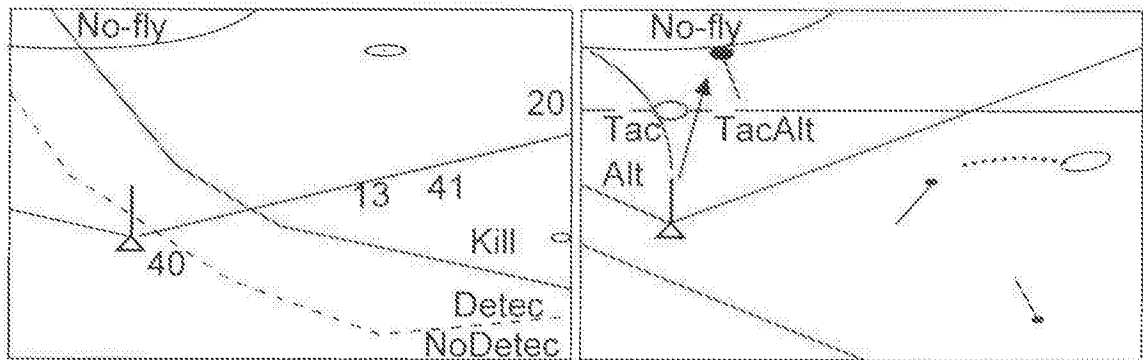 No-fly
20
13 41
Kill
40
Detec
NoDetec
No-fly
Tac TacAlt
Alt